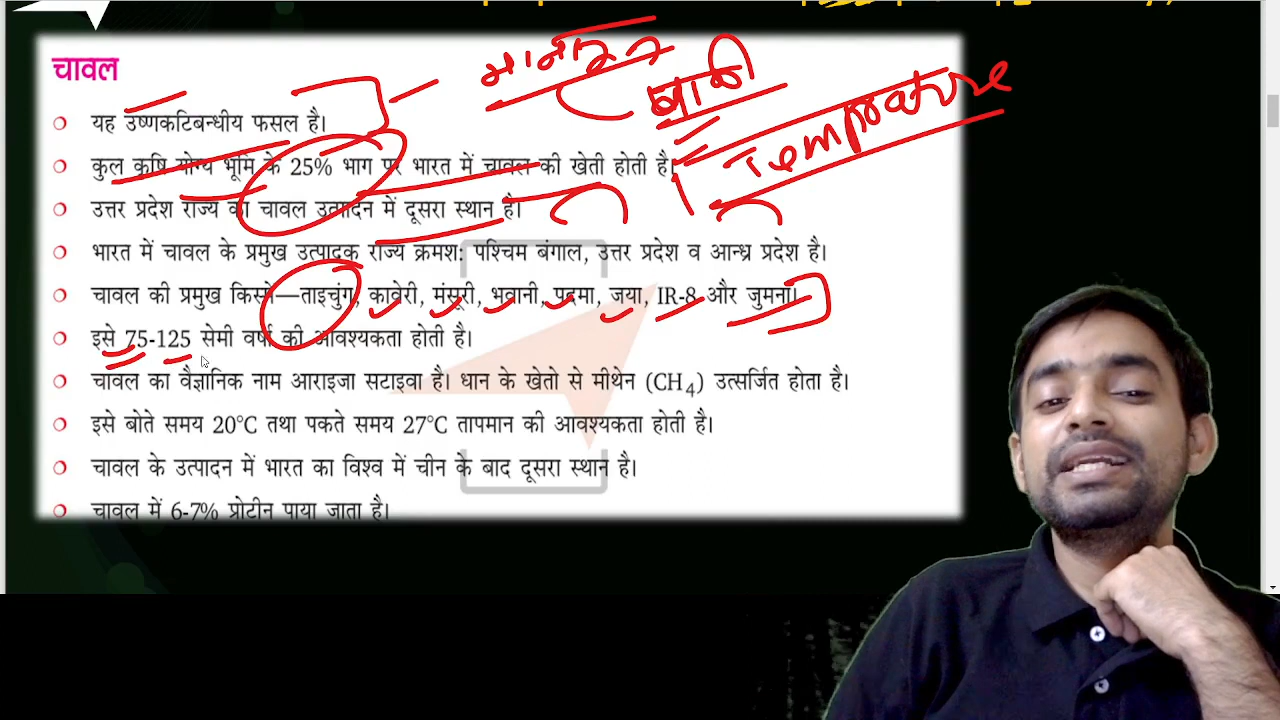 चावल
यह उष्णकटिबन्धीय फसल है।
कुल कृषि योग्य भूमि के 25% भाग पर भारत में चावल की खेती होती है।
उत्तर प्रदेश राज्य का चावल उत्पादन में दूसरा स्थान है।
भारत में चावल के प्रमुख उत्पादक राज्य क्रमश: पश्चिम बंगाल, उत्तर प्रदेश व आन्ध्र प्रदेश है।
चावल की प्रमुख किस्में—ताइचुंग, कावेरी, मंसूरी, भवानी, पद्मा, जया, IR-8 और जुमना।
इसे 75-125 सेमी वर्षा की आवश्यकता होती है।
चावल का वैज्ञानिक नाम आराइजा सटाइवा है। धान के खेतो से मीथेन (CH₄) उत्सर्जित होता है।
इसे बोते समय 20°C तथा पकते समय 27°C तापमान की आवश्यकता होती है।
चावल के उत्पादन में भारत का विश्व में चीन के बाद दूसरा स्थान है।
चावल में 6-7% प्रोटीन पाया जाता है।
Temprature